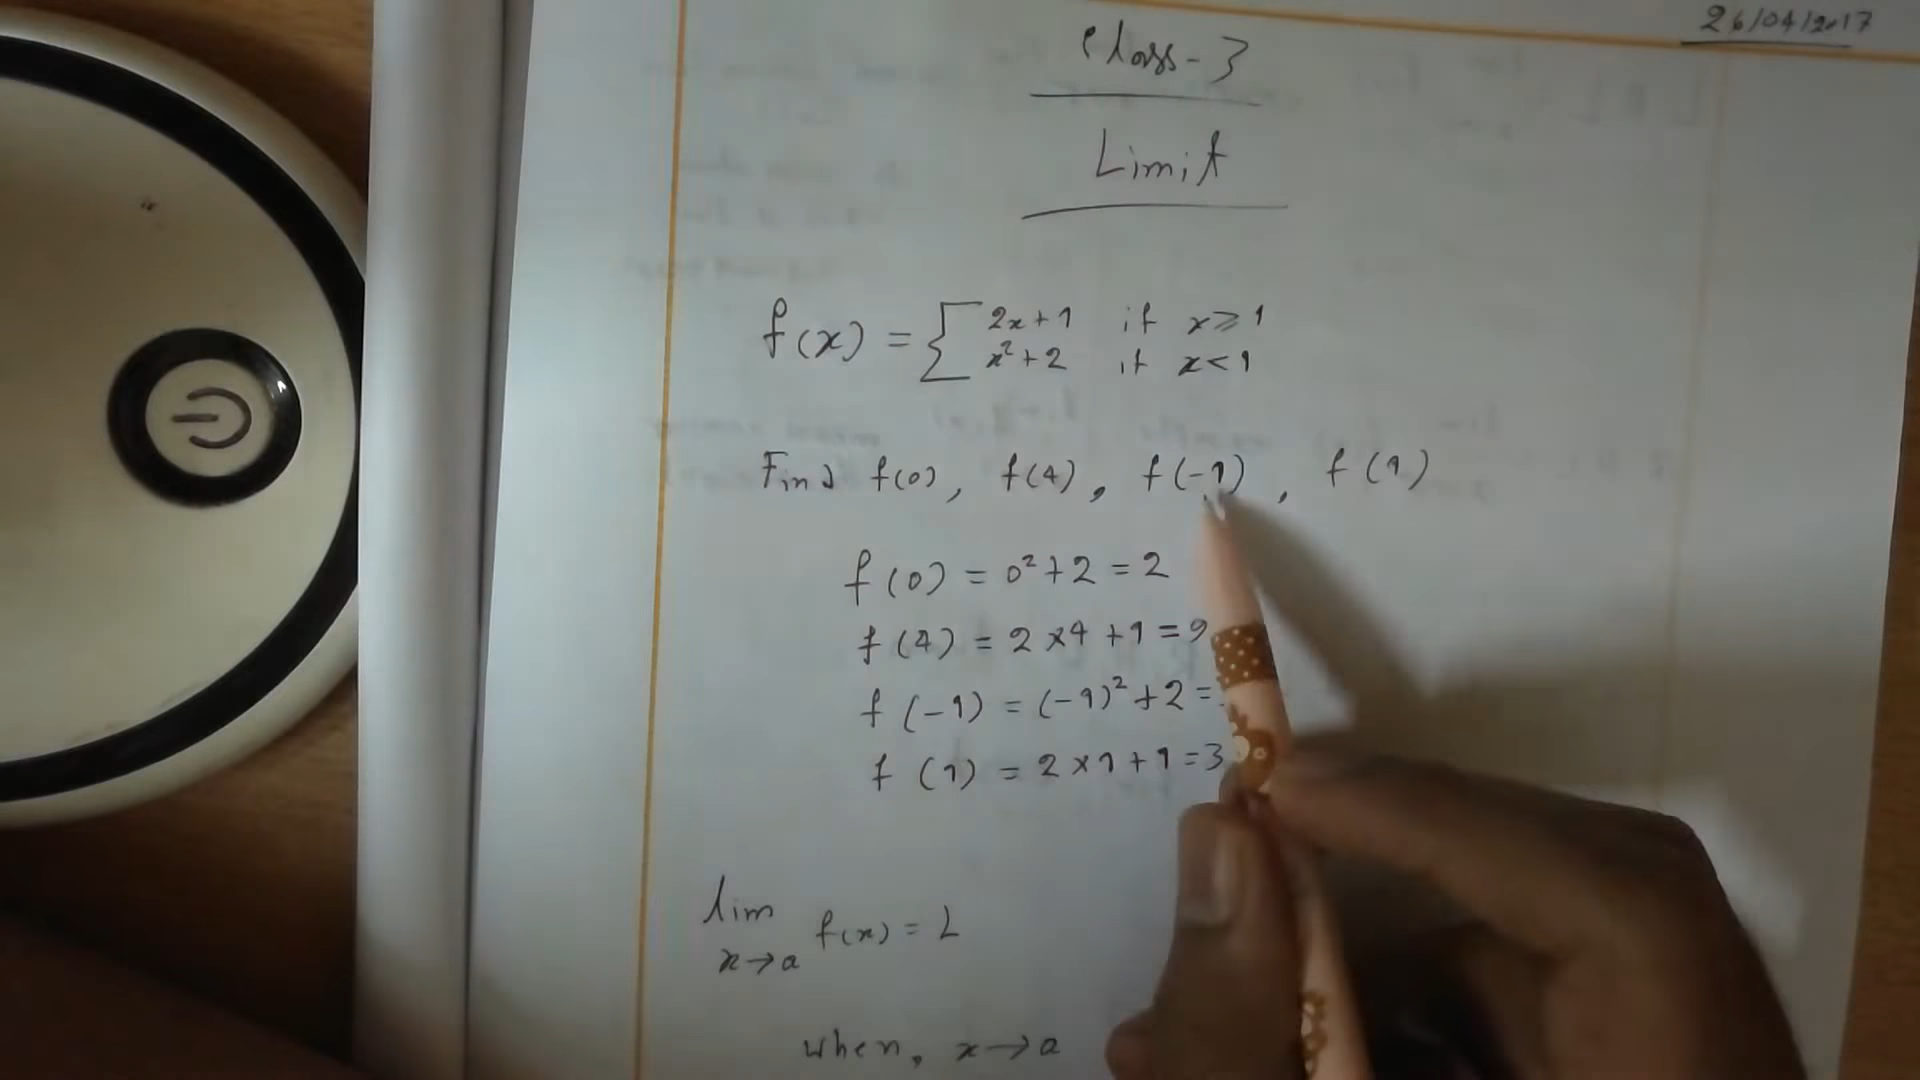 26/04/2017
Class-3
Limit
f(x) = { 2x+1 if x≥1
x²+2 if x<1
Find f(0), f(4), f(-1), f(1)
f(0) = 0²+2 = 2
f(4) = 2×4+1 = 9
f(-1) = (-1)²+2 =
f(1) = 2×1+1 = 3
lim f(x) = L
x→a
when, x→a